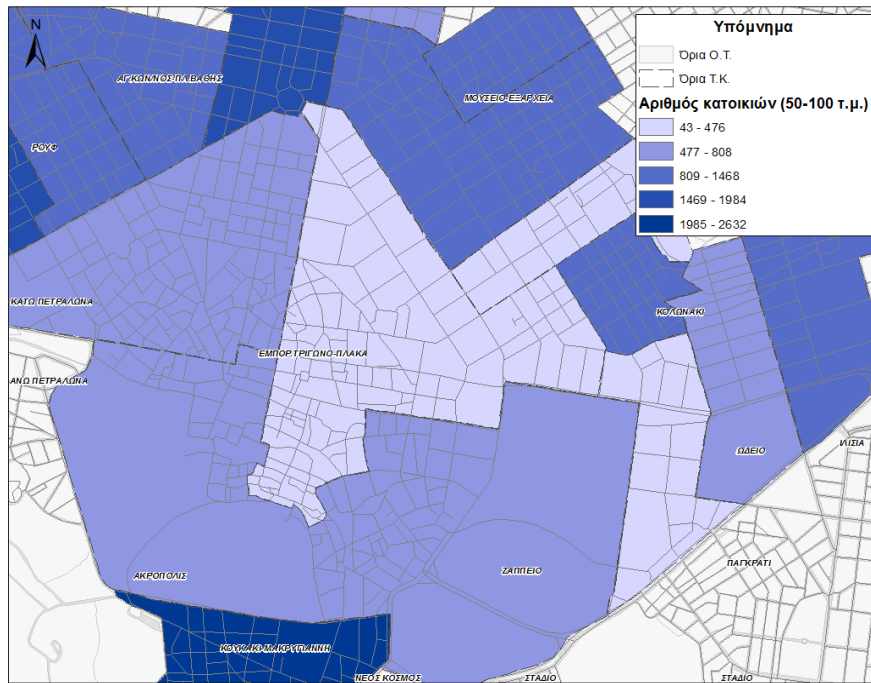 N
Υπόμνημα
Όρια Ο.Τ.
Όρια Τ.Κ.
Αριθμός κατοικιών (50-100 τ.μ.)
43 - 476
477 - 808
809 - 1468
1469 - 1984
1985 - 2632
ΑΓ.ΚΩΝ/ΝΟΣ-ΠΛ.ΒΑΘΗΣ
ΜΟΥΣΕΙΟ-ΕΞΑΡΧΕΙΑ
ΡΟΥΦ
ΚΑΤΩ ΠΕΤΡΑΛΩΝΑ
ΚΟΛΩΝΑΚΙ
ΕΜΠΟΡ.ΤΡΙΓΩΝΟ-ΠΛΑΚΑ
ΑΝΩ ΠΕΤΡΑΛΩΝΑ
ΙΛΙΣΙΑ
ΩΔΕΙΟ
ΠΑΓΚΡΑΤΙ
ΖΑΠΠΕΙΟ
ΑΚΡΟΠΟΛΙΣ
ΚΟΥΚΑΚΙ-ΜΑΚΡΥΓΙΑΝΝΗ
ΝΕΟΣ ΚΟΣΜΟΣ
ΣΤΑΔΙΟ
ΣΤΑΔΙΟ